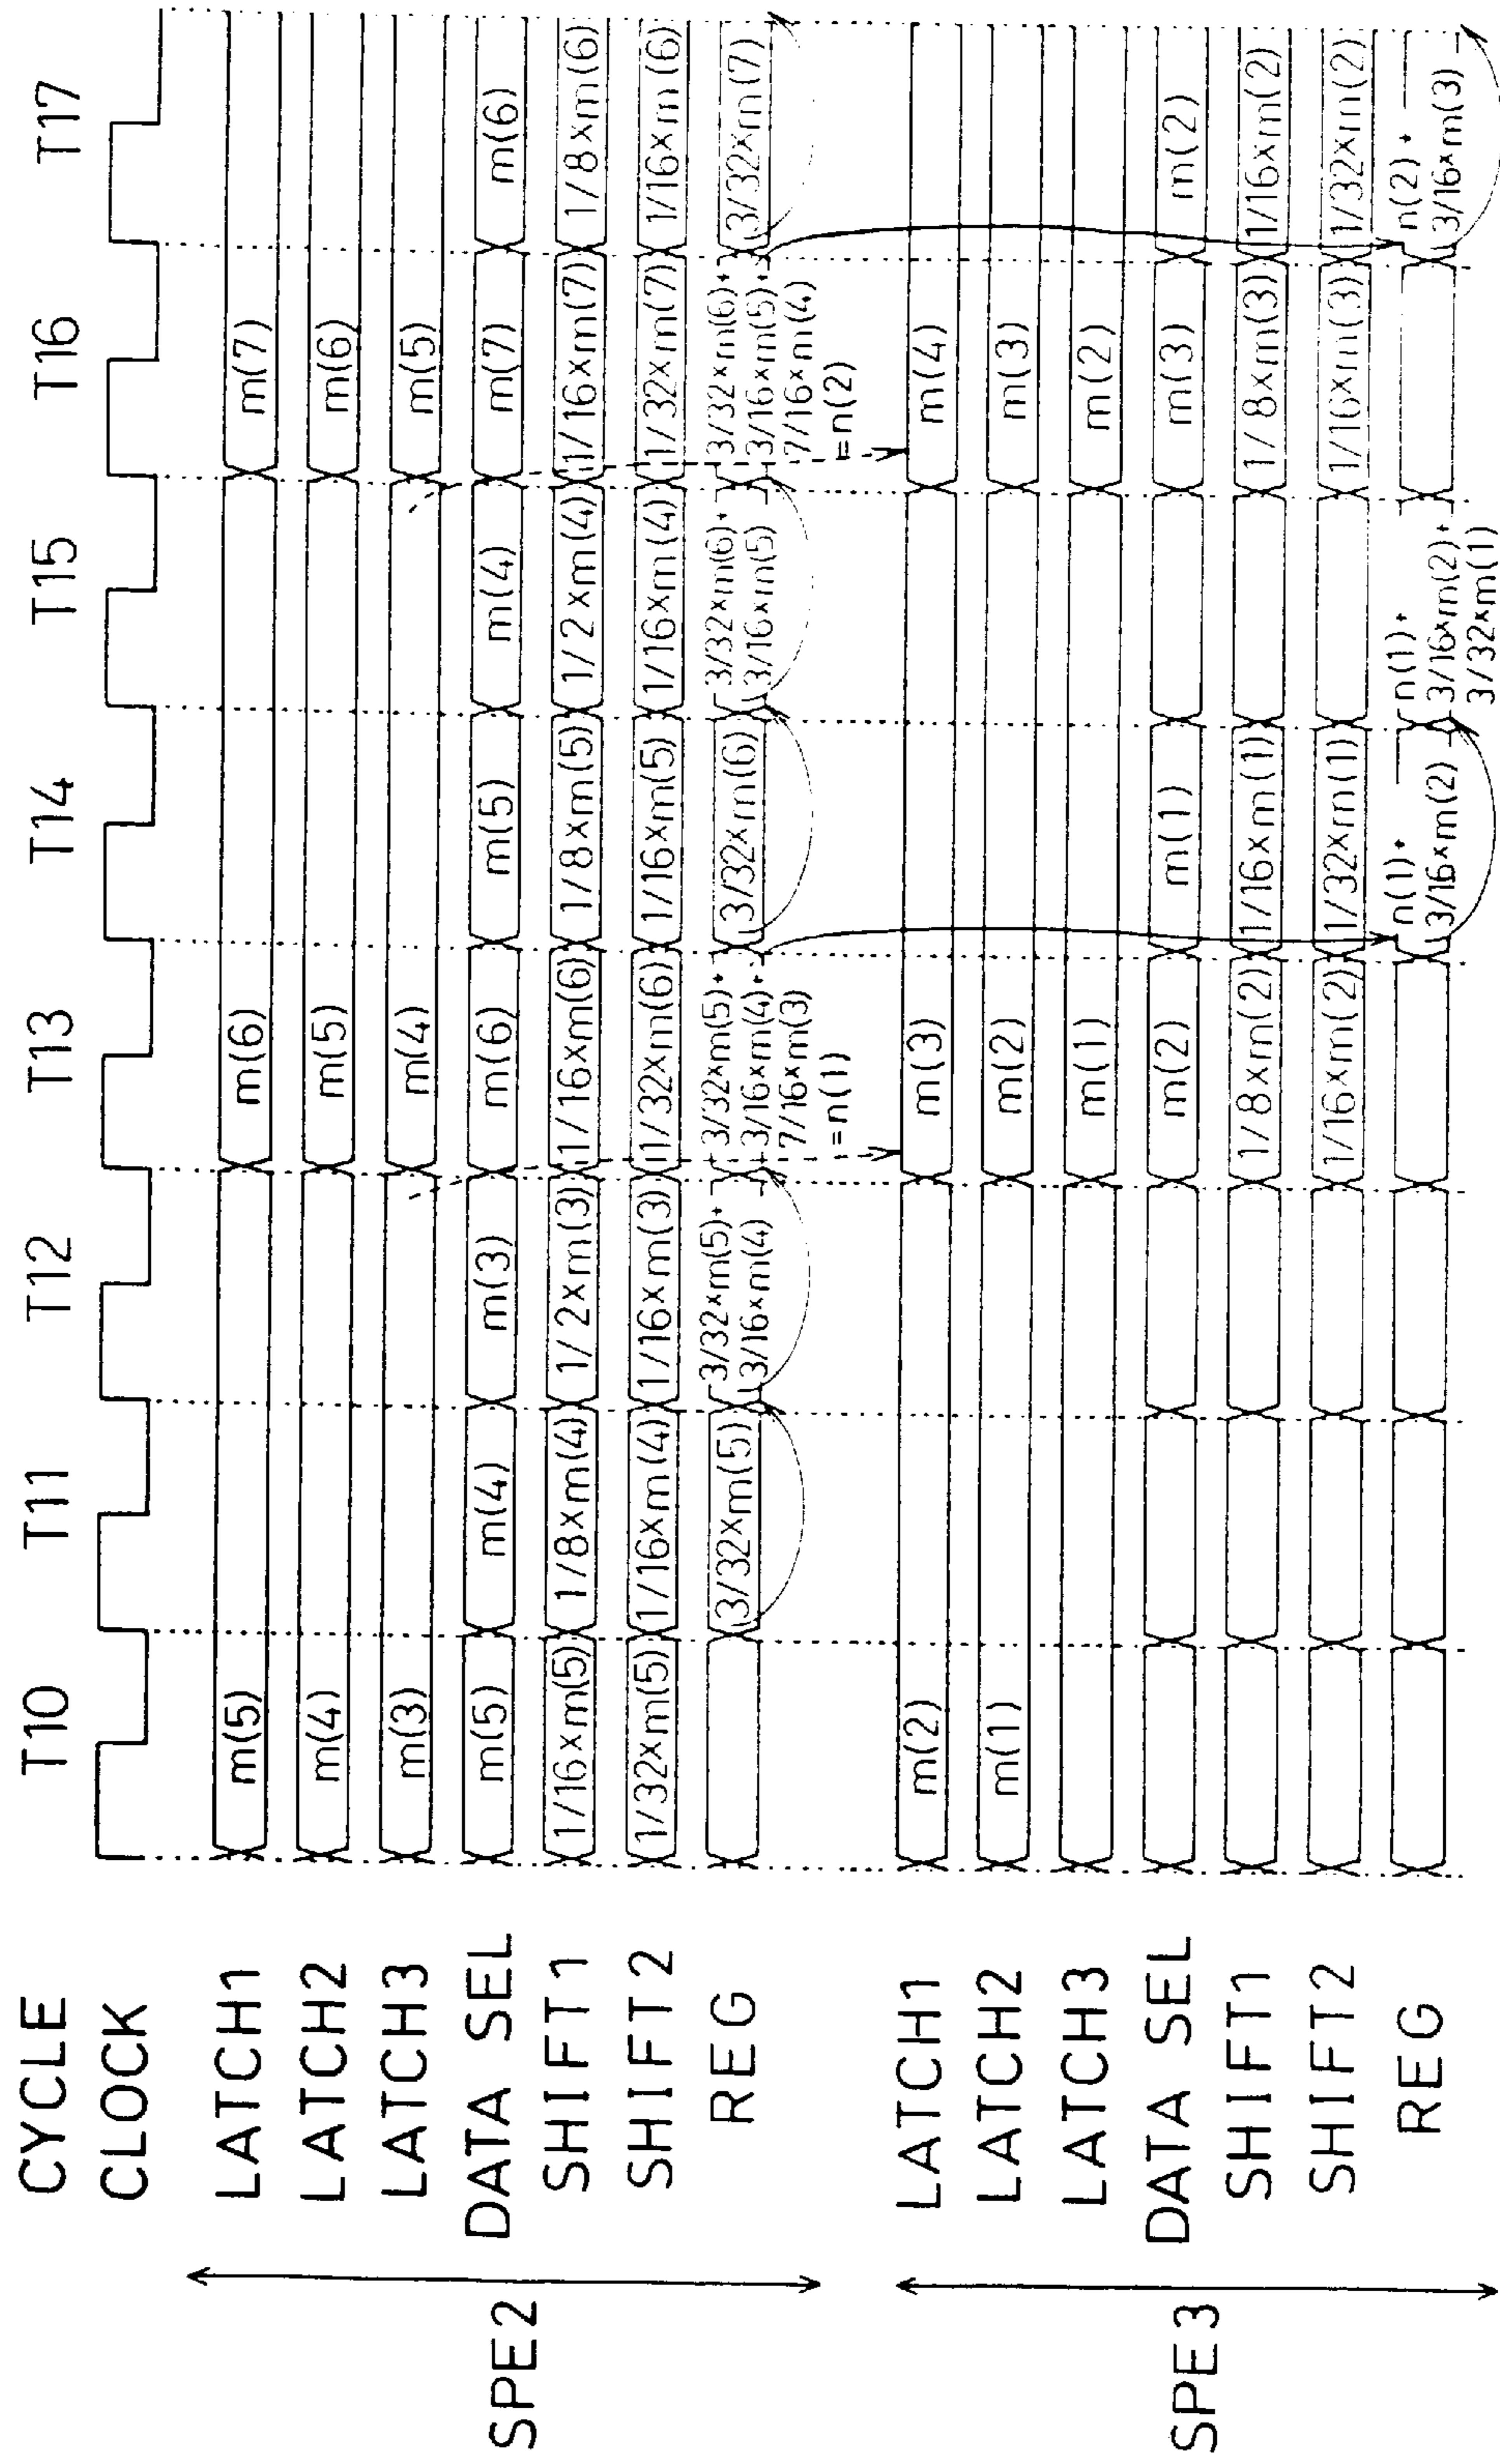 CYCLE T10 T11 T12 T13 T14 T15 T16 T17
CLOCK
SPE2
LATCH1 m(5) m(6) m(7)
LATCH2 m(4) m(5) m(6)
LATCH3 m(3) m(4) m(5)
DATA SEL m(5) m(4) m(3) m(6) m(5) m(4) m(7) m(6)
SHIFT1 1/16×m(5) 1/8×m(4) 1/2×m(3) 1/16×m(6) 1/8×m(5) 1/2×m(4) 1/16×m(7) 1/8×m(6)
SHIFT2 1/32×m(5) 1/16×m(4) 1/16×m(3) 1/32×m(6) 1/16×m(5) 1/16×m(4) 1/32×m(7) 1/16×m(6)
REG
3/32×m(5)
3/32×m(5)+
3/16×m(4)
3/32×m(5)+
3/16×m(4)+
7/16×m(3)
=n(1)
3/32×m(6)
3/32×m(6)+
3/16×m(5)
3/32×m(6)+
3/16×m(5)+
7/16×m(4)
=n(2)
3/32×m(7)
SPE3
LATCH1 m(2) m(3) m(4)
LATCH2 m(1) m(2) m(3)
LATCH3 m(1) m(2)
DATA SEL m(2) m(1) m(3) m(2)
SHIFT1 1/8×m(2) 1/16×m(1) 1/8×m(3) 1/16×m(2)
SHIFT2 1/16×m(2) 1/32×m(1) 1/16×m(3) 1/32×m(2)
REG
n(1)+
3/16×m(2)
n(1)+
3/16×m(2)+
3/32×m(1)
n(2)+
3/16×m(3)